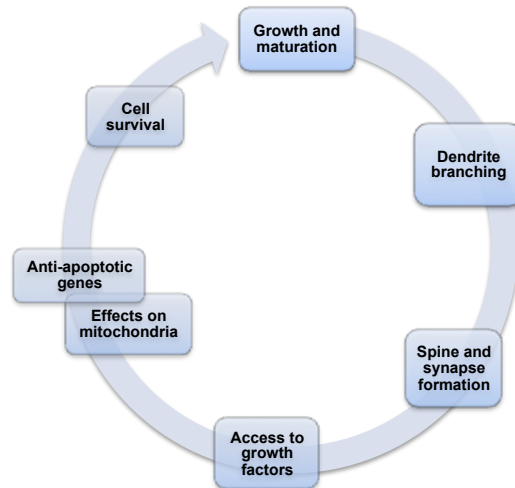 Growth and
maturation
Dendrite
branching
Spine and
synapse
formation
Access to
growth
factors
Effects on
mitochondria
Anti-apoptotic
genes
Cell
survival